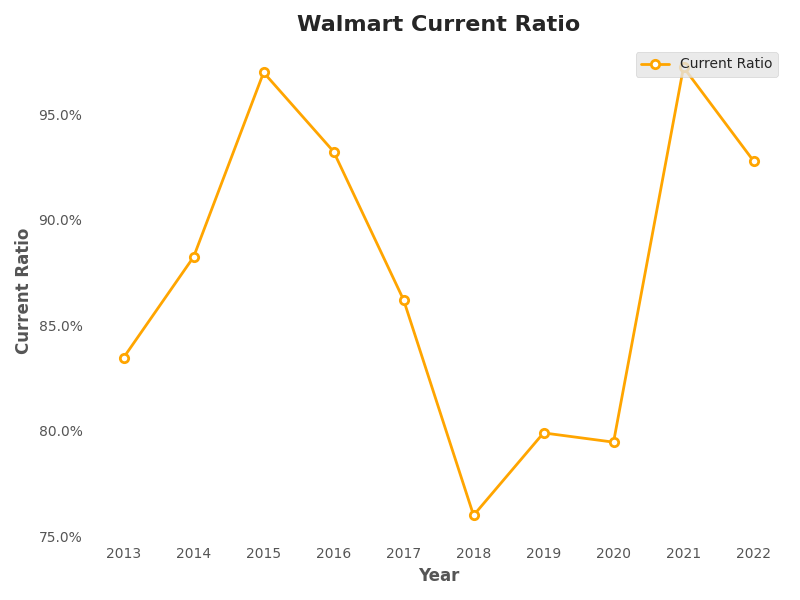 Walmart Current Ratio
Current Ratio
95.0%
90.0%
85.0%
80.0%
75.0%
Current Ratio
2013 2014 2015 2016 2017 2018 2019 2020 2021 2022
Year